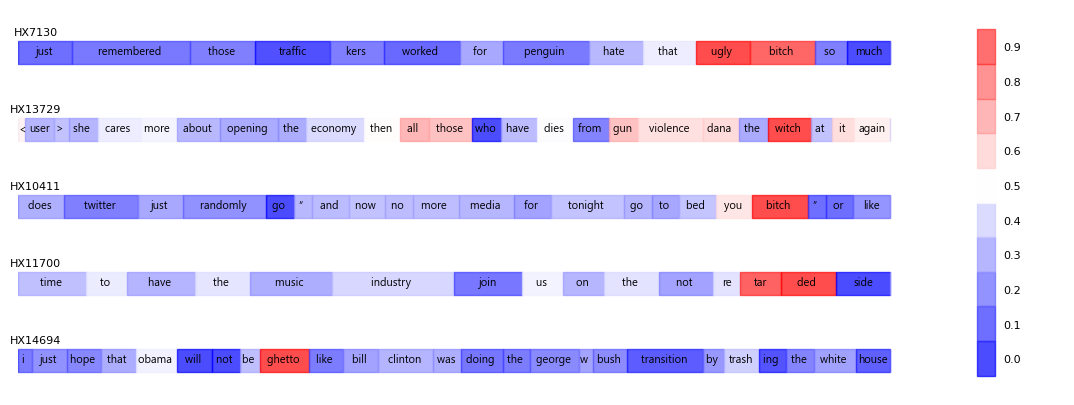 HX7130
just remembered those traffic kers worked for penguin hate that ugly bitch so much
HX13729
< user > she cares more about opening the economy then all those who have dies from gun violence dana the witch at it again
HX10411
does twitter just randomly go " and now no more media for tonight go to bed you bitch " or like
HX11700
time to have the music industry join us on the not re tar ded side
HX14694
i just hope that obama will not be ghetto like bill clinton was doing the george w bush transition by trash ing the white house
0.9
0.8
0.7
0.6
0.5
0.4
0.3
0.2
0.1
0.0